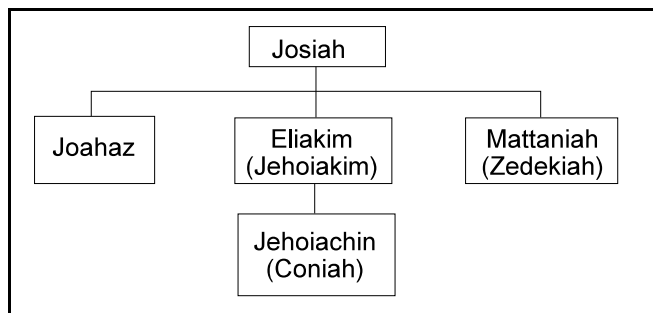 Josiah
Joahaz
Eliakim
(Jehoiakim)
Mattaniah
(Zedekiah)
Jehoiachin
(Coniah)